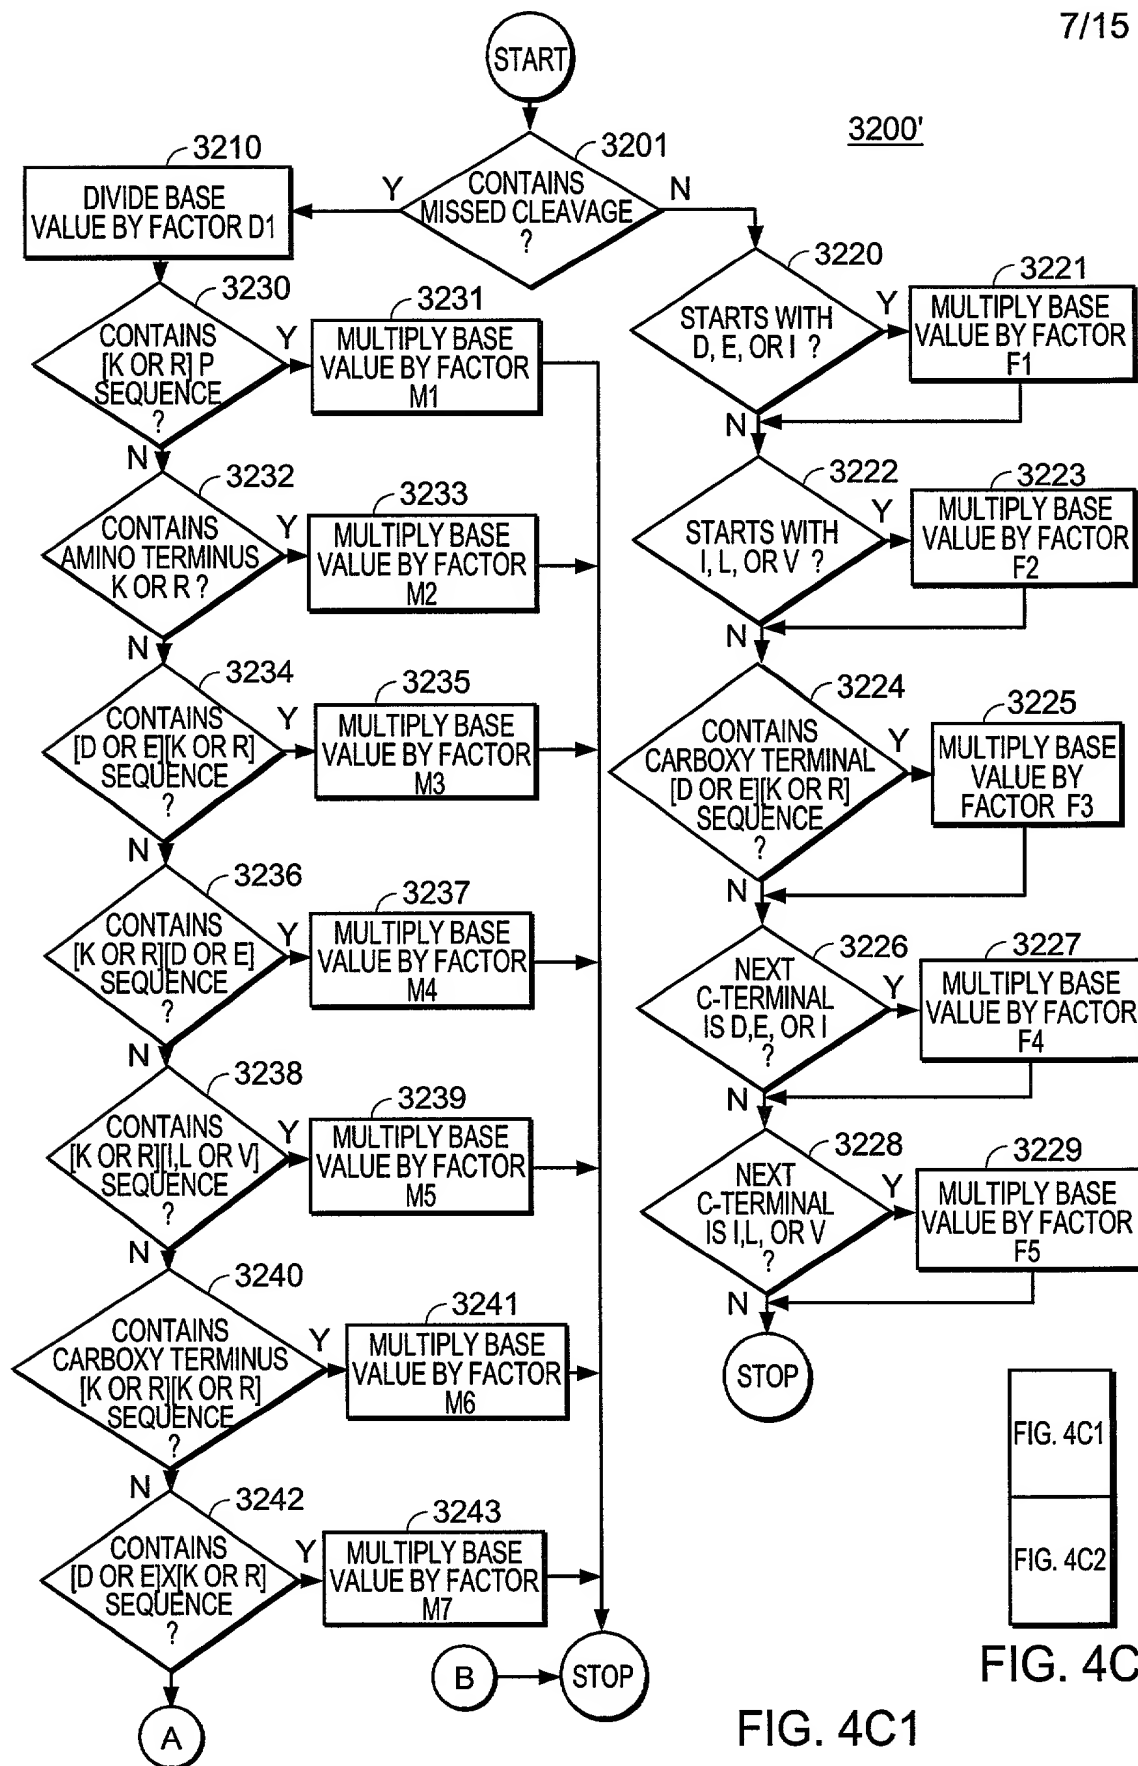 7/15
START
3200'
3201
CONTAINS
MISSED CLEAVAGE
?
Y
N
3210
DIVIDE BASE
VALUE BY FACTOR D1
3230
CONTAINS
[K OR R] P
SEQUENCE
?
Y
N
3231
MULTIPLY BASE
VALUE BY FACTOR
M1
3232
CONTAINS
AMINO TERMINUS
K OR R ?
Y
N
3233
MULTIPLY BASE
VALUE BY FACTOR
M2
3234
CONTAINS
[D OR E][K OR R]
SEQUENCE
?
Y
N
3235
MULTIPLY BASE
VALUE BY FACTOR
M3
3236
CONTAINS
[K OR R][D OR E]
SEQUENCE
?
Y
N
3237
MULTIPLY BASE
VALUE BY FACTOR
M4
3238
CONTAINS
[K OR R][I,L OR V]
SEQUENCE
?
Y
N
3239
MULTIPLY BASE
VALUE BY FACTOR
M5
3240
CONTAINS
CARBOXY TERMINUS
[K OR R][K OR R]
SEQUENCE
?
Y
N
3241
MULTIPLY BASE
VALUE BY FACTOR
M6
3242
CONTAINS
[D OR E]X[K OR R]
SEQUENCE
?
Y
3243
MULTIPLY BASE
VALUE BY FACTOR
M7
A
B
STOP
3220
STARTS WITH
D, E, OR I ?
Y
N
3221
MULTIPLY BASE
VALUE BY FACTOR
F1
3222
STARTS WITH
I, L, OR V ?
Y
N
3223
MULTIPLY BASE
VALUE BY FACTOR
F2
3224
CONTAINS
CARBOXY TERMINAL
[D OR E][K OR R]
SEQUENCE
?
Y
N
3225
MULTIPLY BASE
VALUE BY
FACTOR F3
3226
NEXT
C-TERMINAL
IS D,E, OR I
?
Y
N
3227
MULTIPLY BASE
VALUE BY FACTOR
F4
3228
NEXT
C-TERMINAL
IS I,L, OR V
?
Y
N
3229
MULTIPLY BASE
VALUE BY FACTOR
F5
STOP
FIG. 4C1
FIG. 4C2
FIG. 4C
FIG. 4C1